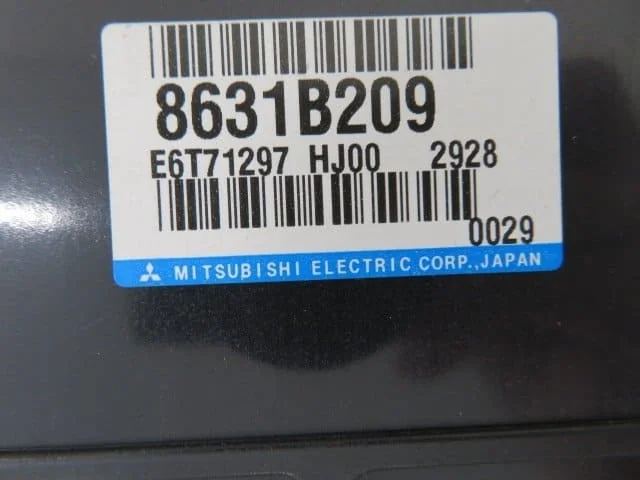 8631B209
E6T71297 HJ00 2928
0029
MITSUBISHI ELECTRIC CORP.,JAPAN